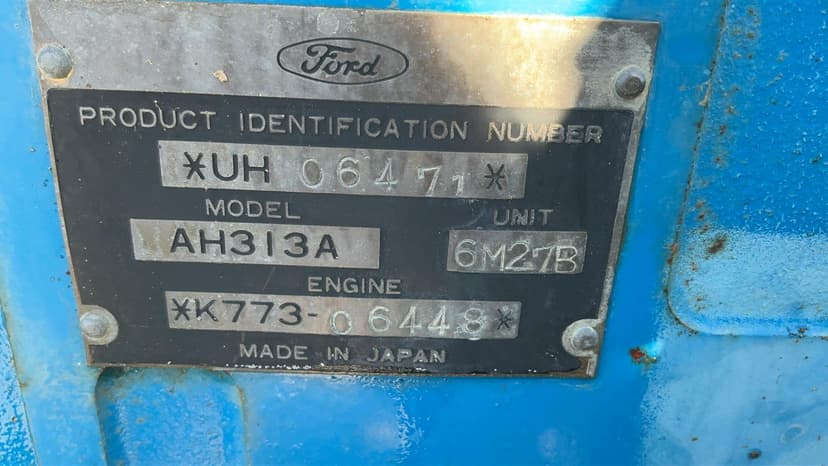 Ford
PRODUCT IDENTIFICATION NUMBER
*UH 06471*
MODEL UNIT
AH313A 6M27B
ENGINE
*K773-06448*
MADE IN JAPAN